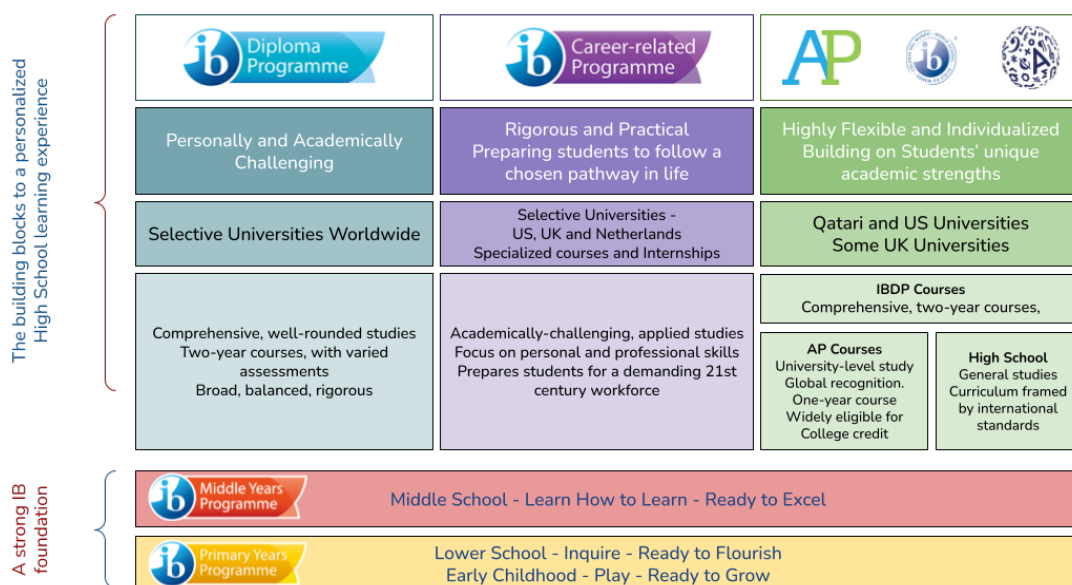 The building blocks to a personalized
High School learning experience
ib Diploma
Programme
Personally and Academically
Challenging
Selective Universities Worldwide
Comprehensive, well-rounded studies
Two-year courses, with varied
assessments
Broad, balanced, rigorous
ib Career-related
Programme
Rigorous and Practical
Preparing students to follow a
chosen pathway in life
Selective Universities -
US, UK and Netherlands
Specialized courses and Internships
Academically-challenging, applied studies
Focus on personal and professional skills
Prepares students for a demanding 21st
century workforce
AP
ib
Highly Flexible and Individualized
Building on Students' unique
academic strengths
Qatari and US Universities
Some UK Universities
IBDP Courses
Comprehensive, two-year courses,
AP Courses
University-level study
Global recognition.
One-year course
Widely eligible for
College credit
High School
General studies
Curriculum framed
by international
standards
A strong IB
foundation
ib Middle Years
Programme
Middle School - Learn How to Learn - Ready to Excel
ib Primary Years
Programme
Lower School - Inquire - Ready to Flourish
Early Childhood - Play - Ready to Grow